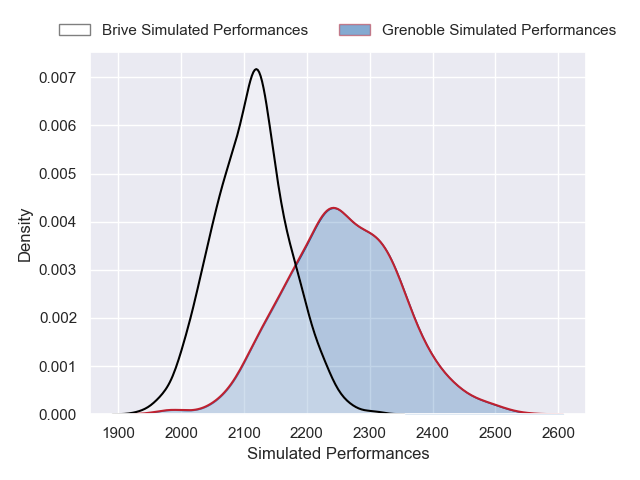 Brive Simulated Performances
Grenoble Simulated Performances
0.007
0.006
0.005
0.004
0.003
0.002
0.001
0.000
Density
1900 2000 2100 2200 2300 2400 2500 2600
Simulated Performances